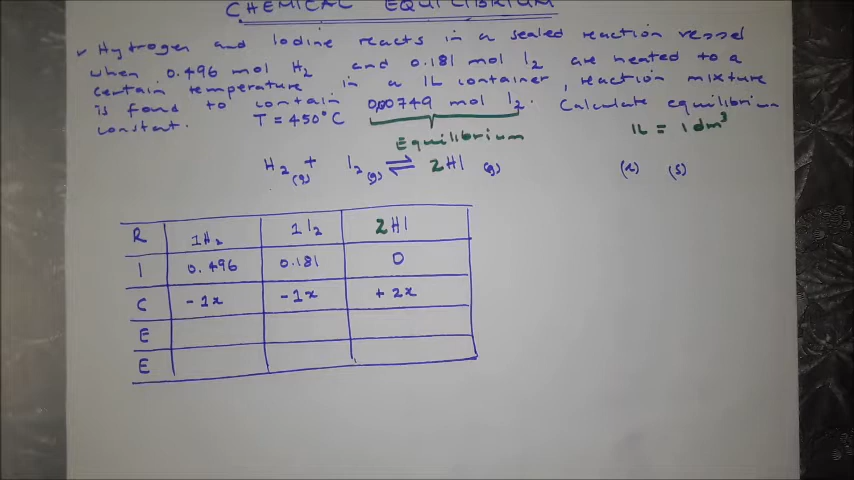 CHEMICAL EQUILIBRIUM
✓ Hydrogen and Iodine reacts in a sealed reaction vessel
when 0.496 mol H₂ and 0.181 mol I₂ are heated to a
certain temperature in a 1L container, reaction mixture
is fond to contain 0.00749 mol I₂. Calculate equilibrium
constant. T = 450°C
Equilibrium 1L = 1dm³
H₂(g) + I₂(g) ⇌ 2HI(g) (l) (s)
R 1H₂ 1I₂ 2HI
I 0.496 0.181 0
C -1x -1x +2x
E
E